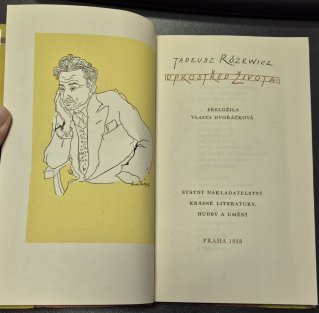 TADEUSZ RÓŻEWICZ
UPROSTŘED ŽIVOTA
PŘELOŽILA
VLASTA DVOŘÁČKOVÁ
STÁTNÍ NAKLADATELSTVÍ
KRÁSNÉ LITERATURY,
HUDBY A UMĚNÍ
PRAHA 1958